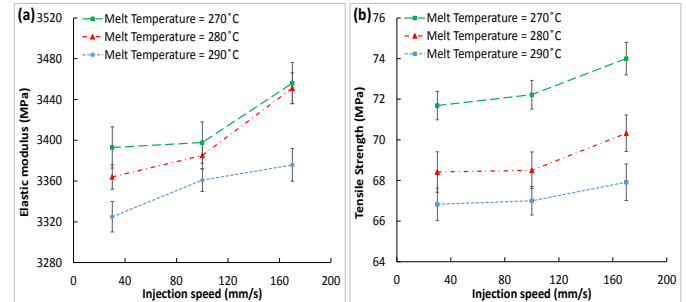 (a)
Melt Temperature = 270˚C
Melt Temperature = 280˚C
Melt Temperature = 290˚C
Elastic modulus (MPa)
3520
3480
3440
3400
3360
3320
3280
0 40 80 120 160 200
Injection speed (mm/s)
(b)
Melt Temperature = 270˚C
Melt Temperature = 280˚C
Melt Temperature = 290˚C
Tensile Strength (MPa)
76
74
72
70
68
66
64
0 40 80 120 160 200
Injection speed (mm/s)